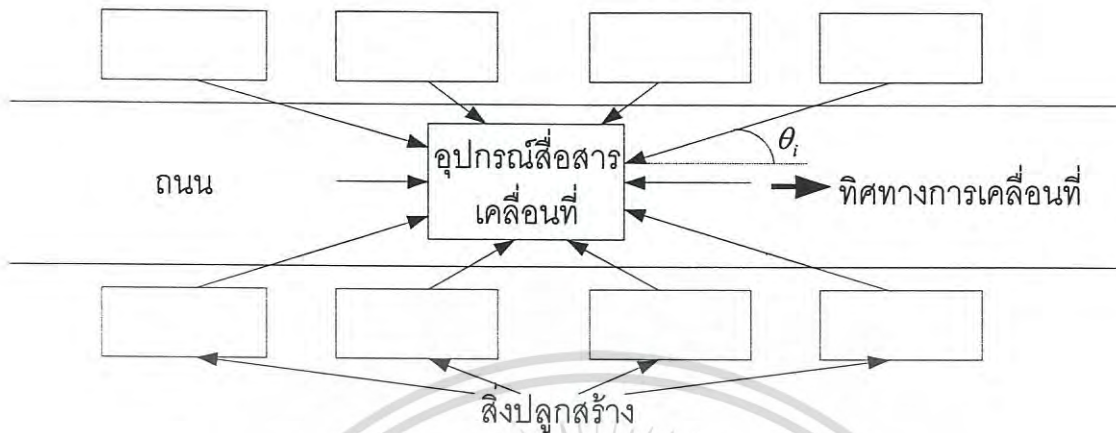 θi
อุปกรณ์สื่อสาร
เคลื่อนที่
ถนน
ทิศทางการเคลื่อนที่
สิ่งปลูกสร้าง